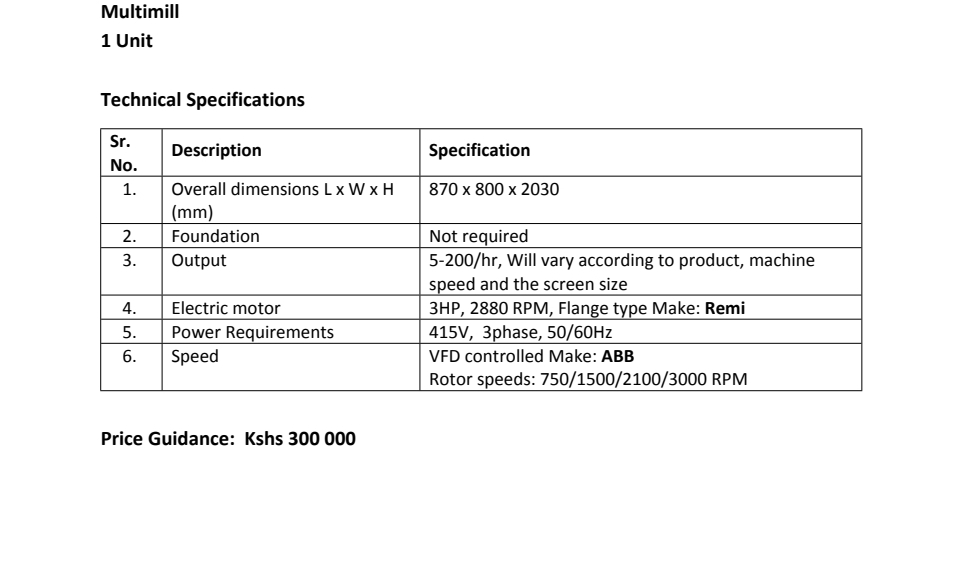 Multimill
1 Unit
Technical Specifications
Sr. No. Description Specification
1. Overall dimensions L x W x H (mm) 870 x 800 x 2030
2. Foundation Not required
3. Output 5-200/hr, Will vary according to product, machine speed and the screen size
4. Electric motor 3HP, 2880 RPM, Flange type Make: Remi
5. Power Requirements 415V, 3phase, 50/60Hz
6. Speed VFD controlled Make: ABB
Rotor speeds: 750/1500/2100/3000 RPM
Price Guidance: Kshs 300 000